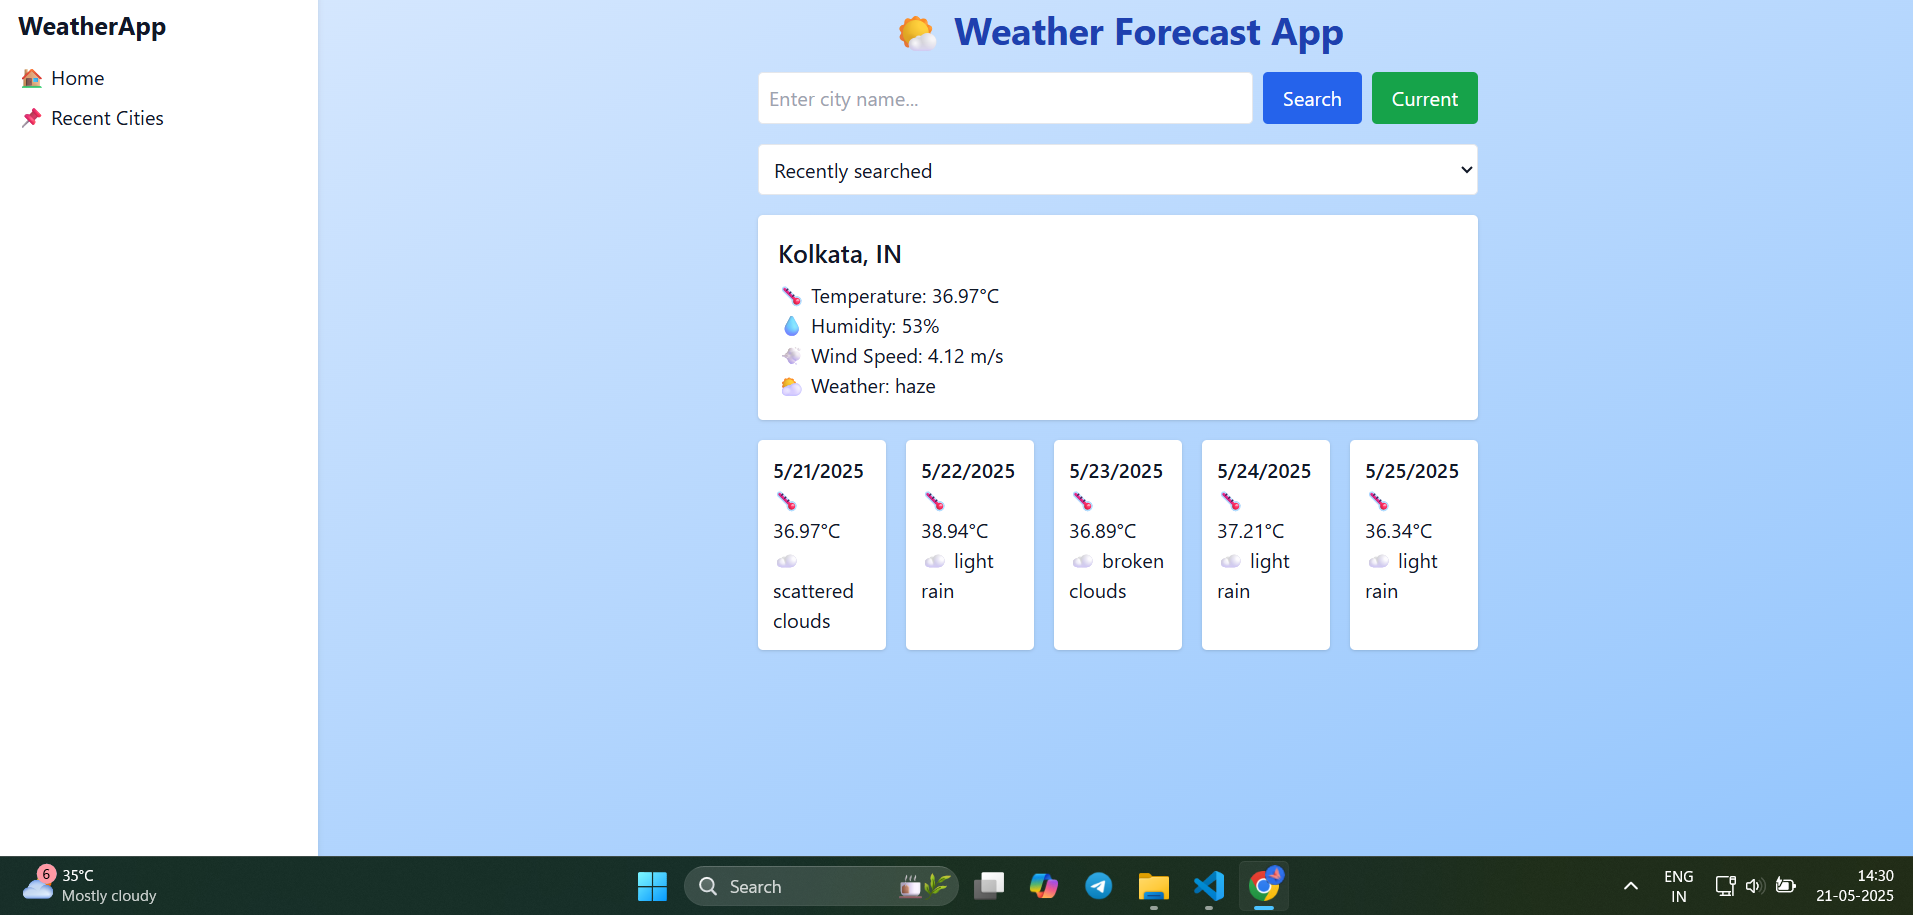 WeatherApp
Home
Recent Cities
Weather Forecast App
Enter city name...
Search
Current
Recently searched
Kolkata, IN
Temperature: 36.97°C
Humidity: 53%
Wind Speed: 4.12 m/s
Weather: haze
5/21/2025
36.97°C
scattered
clouds
5/22/2025
38.94°C
light
rain
5/23/2025
36.89°C
broken
clouds
5/24/2025
37.21°C
light
rain
5/25/2025
36.34°C
light
rain
6
35°C
Mostly cloudy
Search
ENG
IN
14:30
21-05-2025